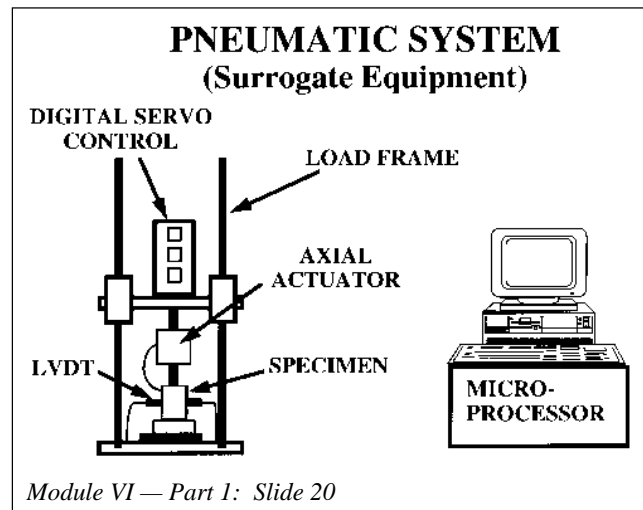 PNEUMATIC SYSTEM
(Surrogate Equipment)
DIGITAL SERVO
CONTROL
LOAD FRAME
AXIAL
ACTUATOR
LVDT
SPECIMEN
MICRO-
PROCESSOR
Module VI — Part 1: Slide 20